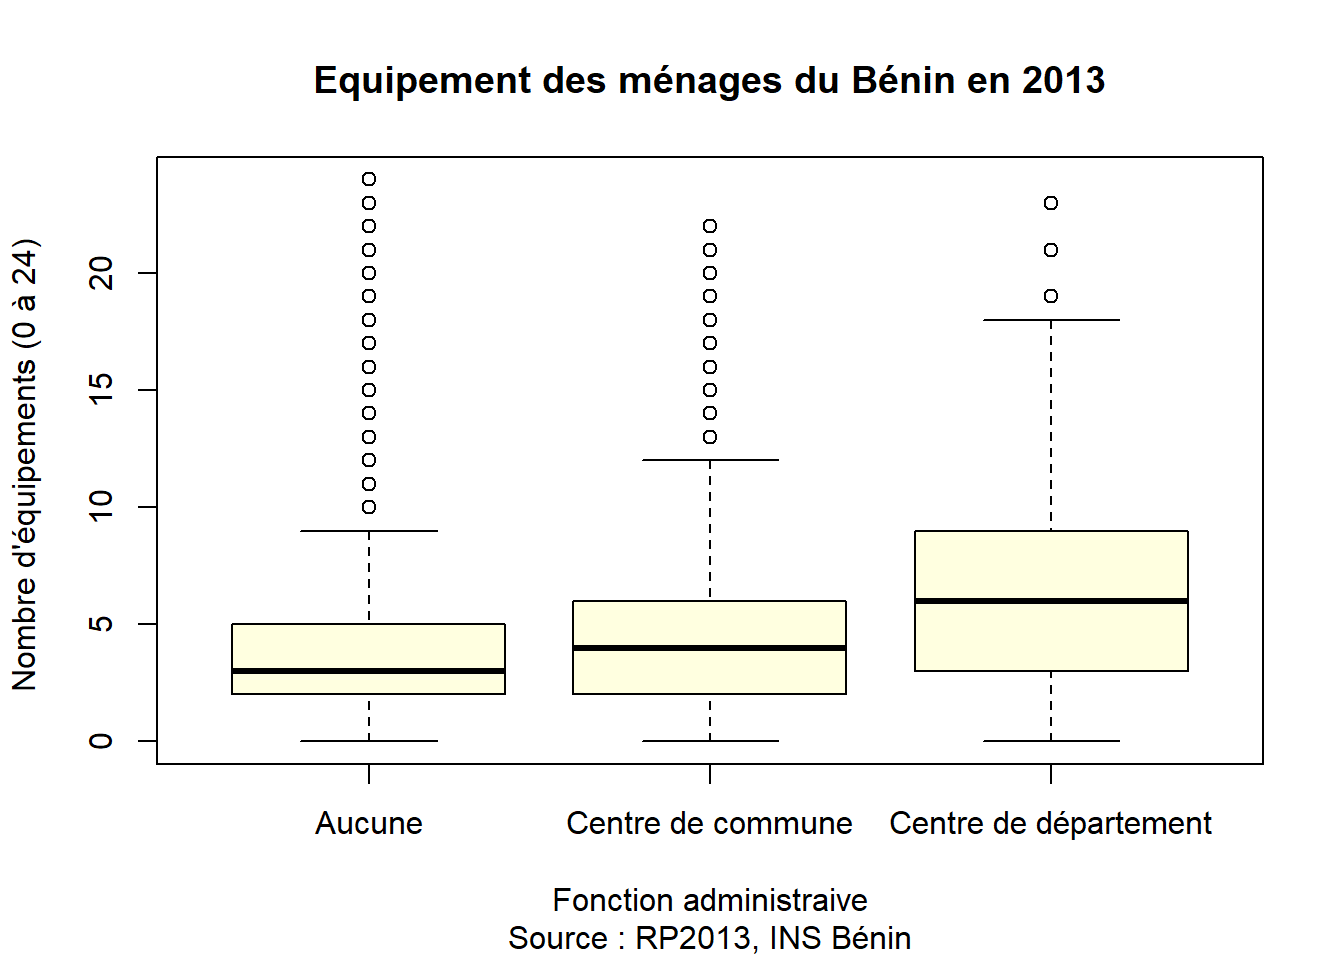 Equipement des ménages du Bénin en 2013
Nombre d'équipements (0 à 24)
20
15
10
5
0
Aucune Centre de commune Centre de département
Fonction administraive
Source : RP2013, INS Bénin